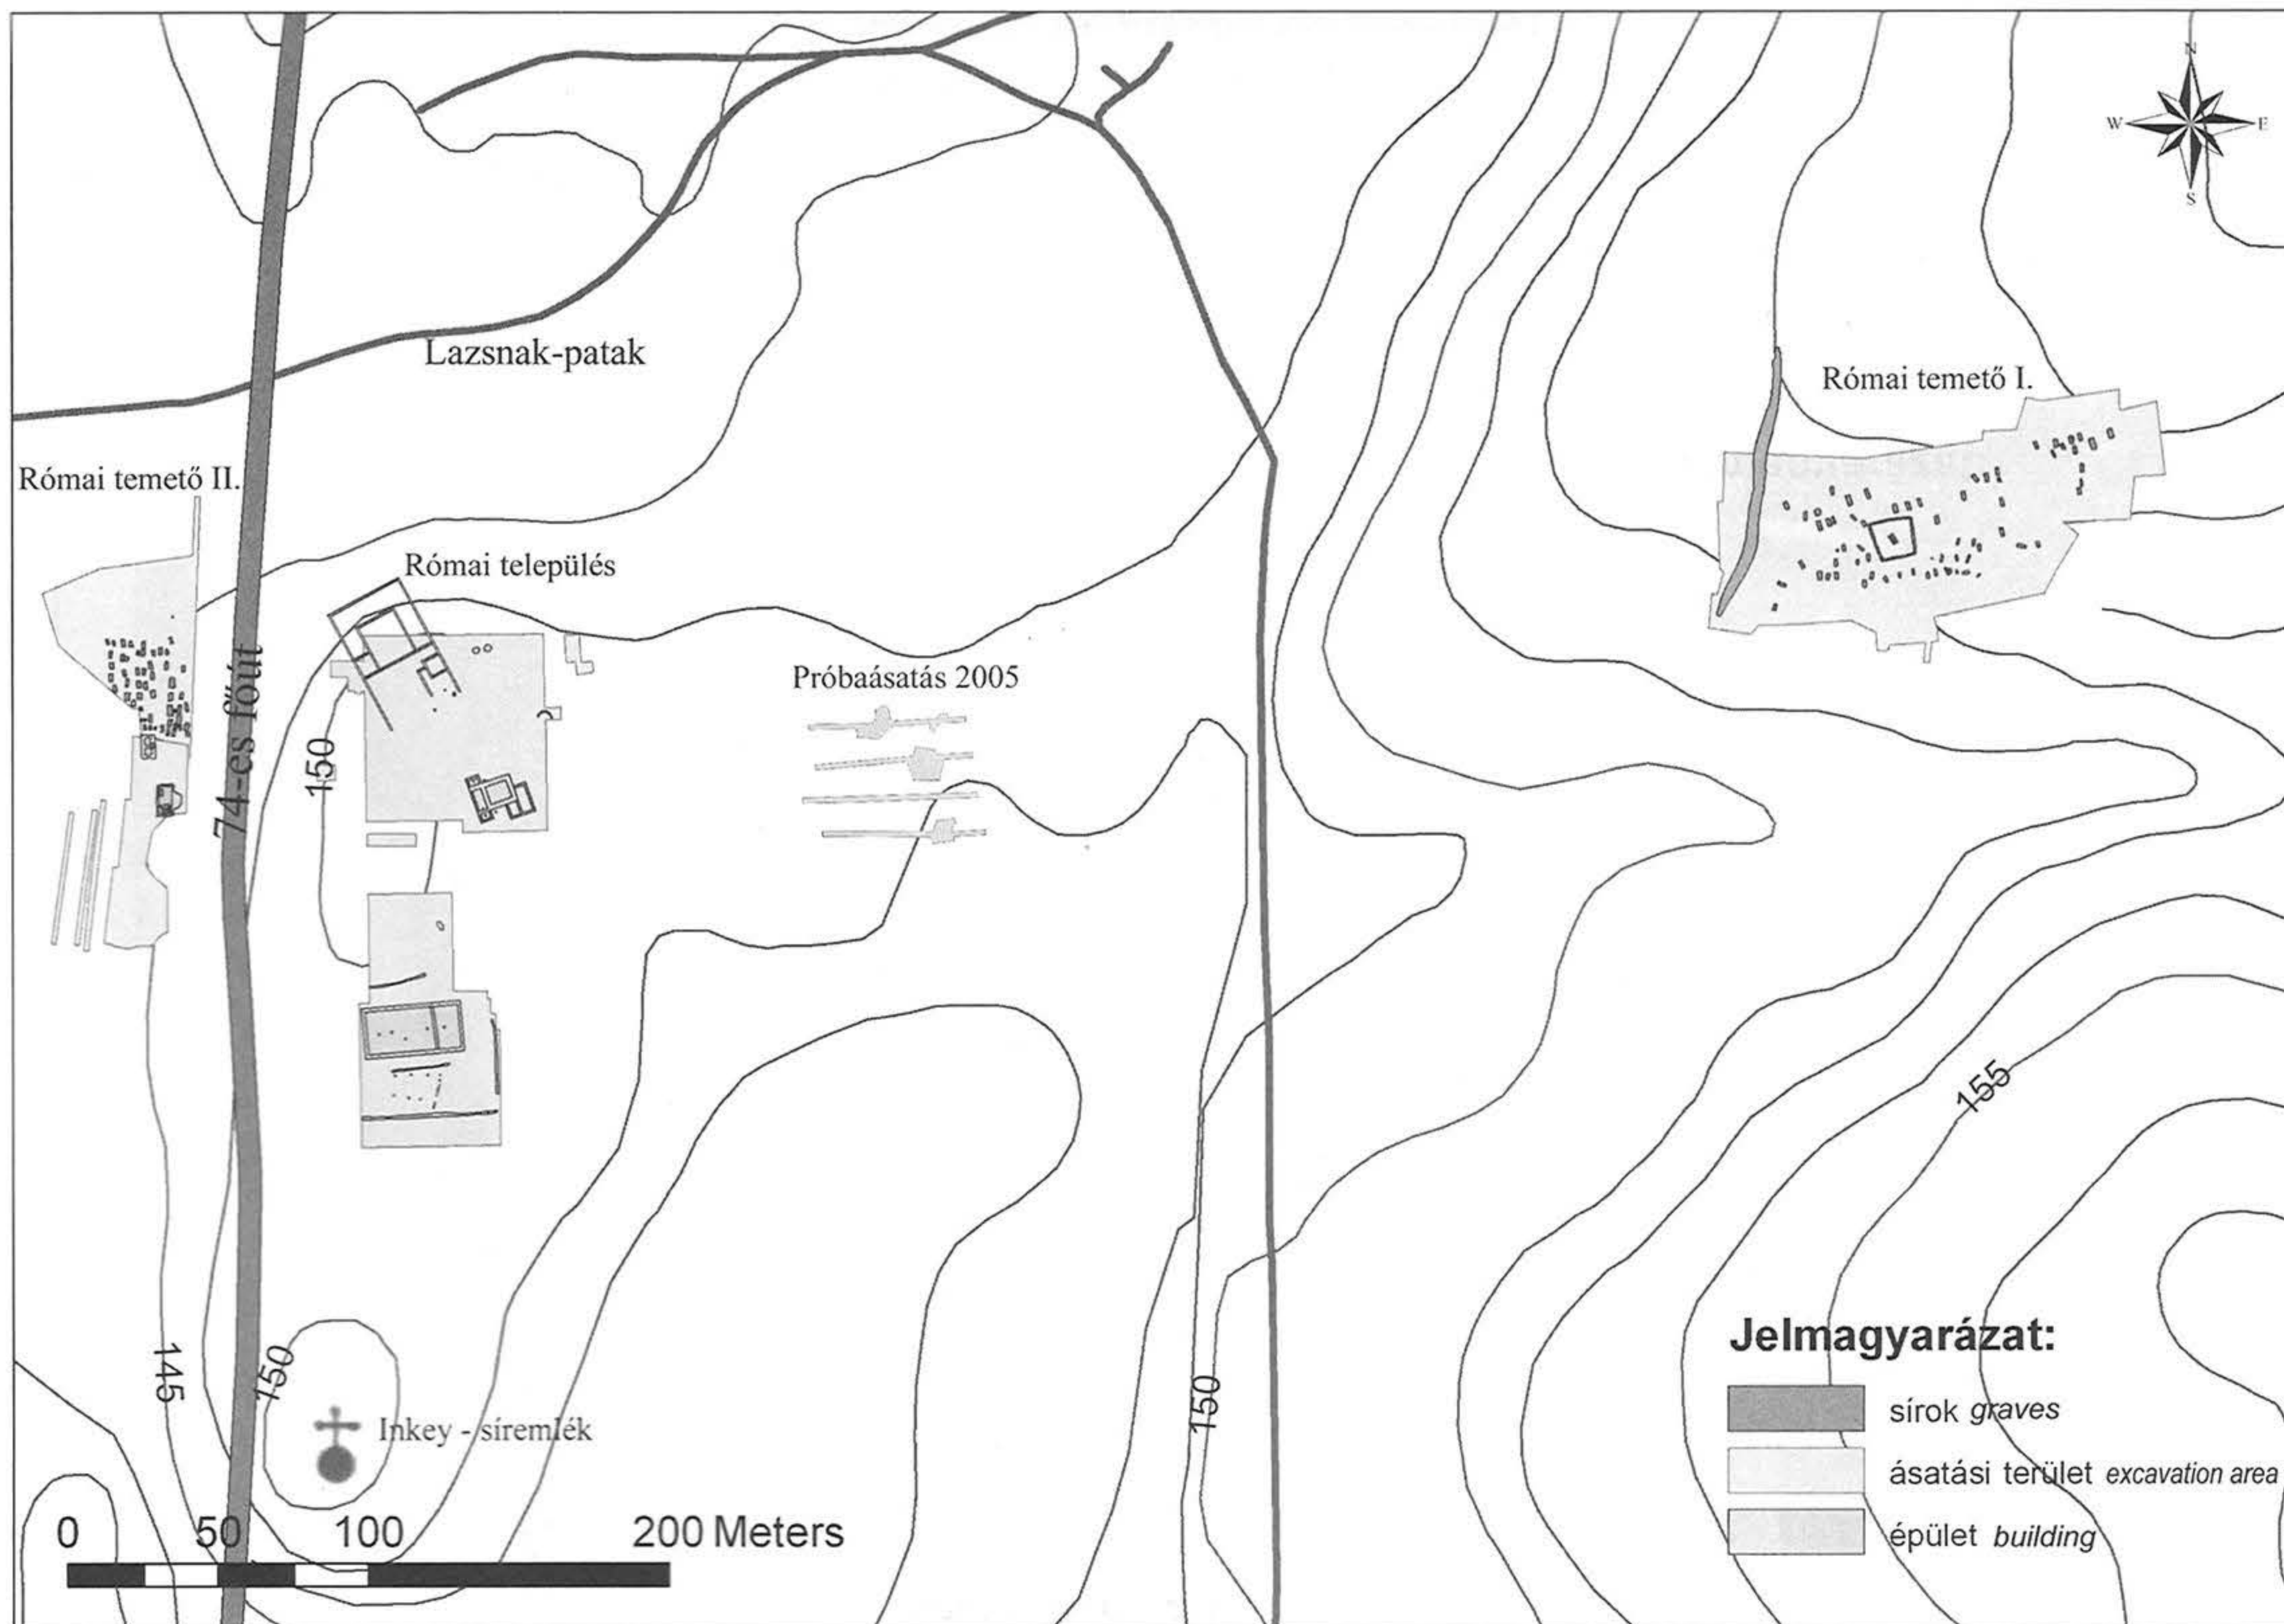 N
W E
S
Lazsnak-patak
Római temető I.
Római temető II.
Római település
74-es főút
Próbaásatás 2005
150
155
145
150
150
Inkey - síremlék
Jelmagyarázat:
sírok graves
ásatási terület excavation area
épület building
0 50 100 200 Meters